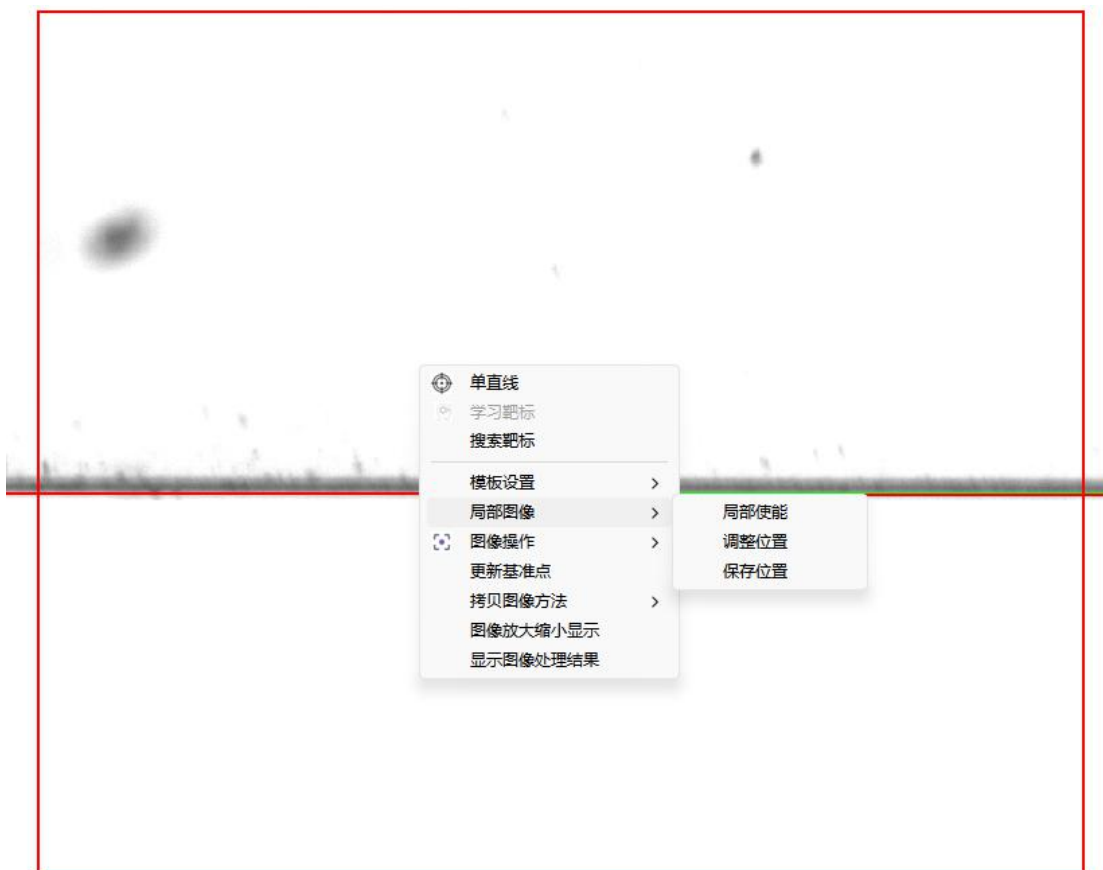 单直线
学习靶标
搜索靶标
模板设置
局部图像
局部使能
图像操作
调整位置
更新基准点
保存位置
拷贝图像方法
图像放大缩小显示
显示图像处理结果